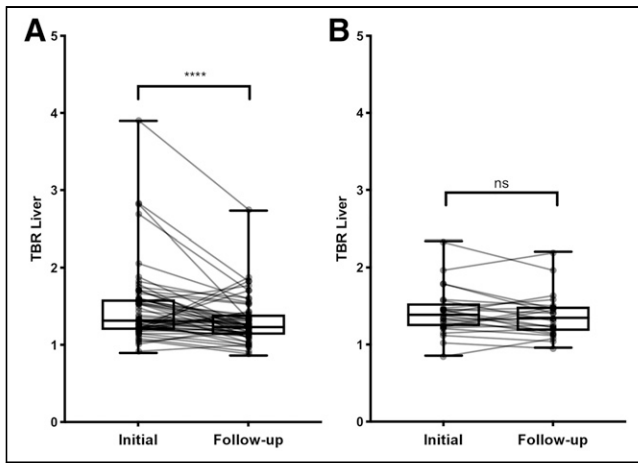 A
B
5
4
3
2
1
0
TBR Liver
****
Initial
Follow-up
5
4
3
2
1
0
TBR Liver
ns
Initial
Follow-up